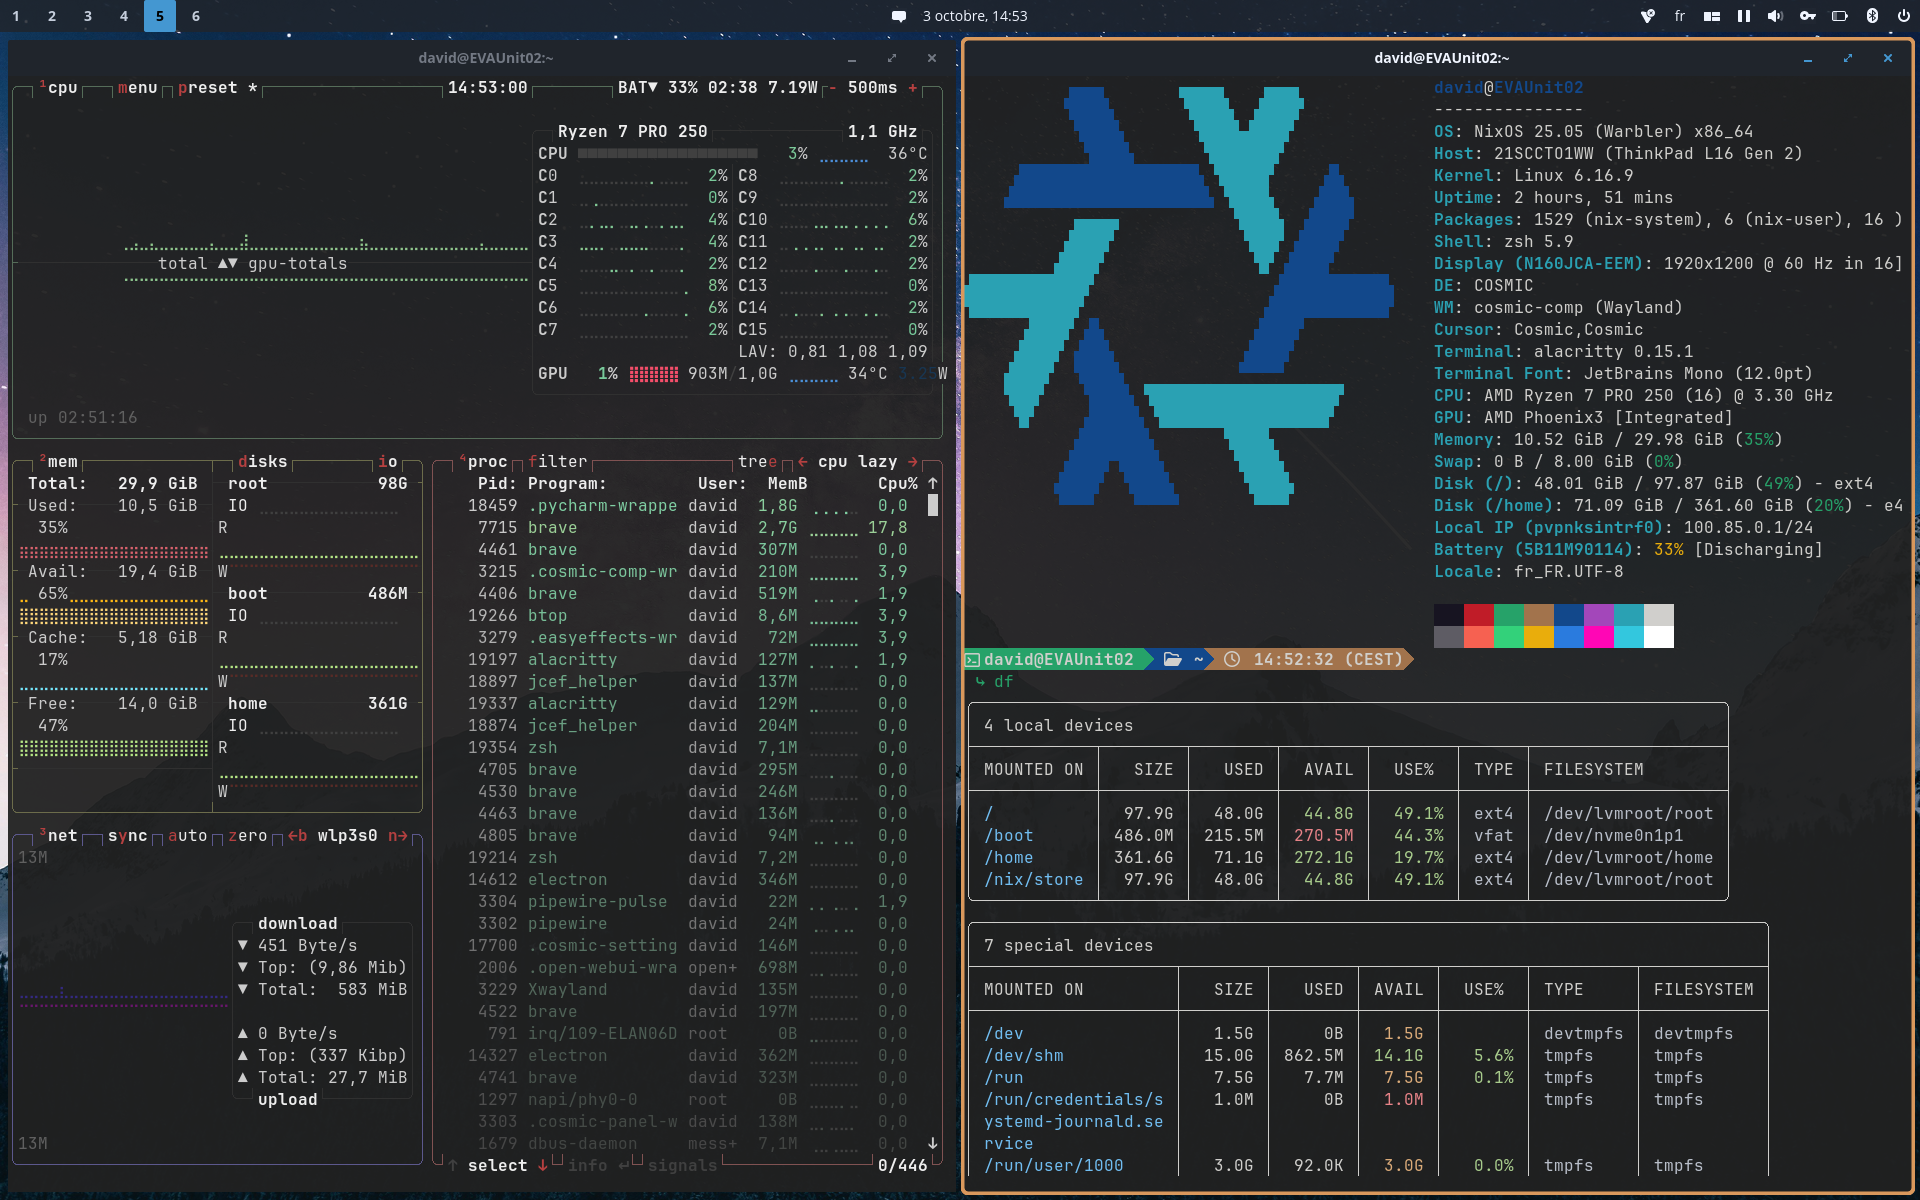 1 2 3 4 5 6
3 octobre, 14:53
fr
david@EVAUnit02:~
¹cpu menu preset * 14:53:00 BAT▼ 33% 02:38 7.19W - 500ms +
Ryzen 7 PRO 250 1,1 GHz
CPU 3% 36°C
C0 2% C8 2%
C1 0% C9 2%
C2 4% C10 6%
C3 4% C11 2%
C4 2% C12 2%
C5 8% C13 0%
C6 6% C14 2%
C7 2% C15 0%
total ▲▼ gpu-totals
LAV: 0,81 1,08 1,09
GPU 1% 903M/1,0G 34°C 3.25W
up 02:51:16
²mem disks io
Total: 29,9 GiB
Used: 10,5 GiB
35%
Avail: 19,4 GiB
65%
Cache: 5,18 GiB
17%
Free: 14,0 GiB
47%
root 98G
IO
R
W
boot 486M
IO
R
W
home 361G
IO
R
W
³net sync auto zero ←b wlp3s0 n→
13M
download
▼ 451 Byte/s
▼ Top: (9,86 Mib)
▼ Total: 583 MiB
▲ 0 Byte/s
▲ Top: (337 Kibp)
▲ Total: 27,7 MiB
upload
13M
⁴proc filter tree ← cpu lazy →
Pid: Program: User: MemB Cpu% ↑
18459 .pycharm-wrappe david 1,8G 0,0
7715 brave david 2,7G 17,8
4461 brave david 307M 0,0
3215 .cosmic-comp-wr david 210M 3,9
4406 brave david 519M 1,9
19266 btop david 8,6M 3,9
3279 .easyeffects-wr david 72M 3,9
19197 alacritty david 127M 1,9
18897 jcef_helper david 137M 0,0
19337 alacritty david 129M 0,0
18874 jcef_helper david 204M 0,0
19354 zsh david 7,1M 0,0
4705 brave david 295M 0,0
4530 brave david 246M 0,0
4463 brave david 136M 0,0
4805 brave david 94M 0,0
19214 zsh david 7,2M 0,0
14612 electron david 346M 0,0
3304 pipewire-pulse david 22M 1,9
3302 pipewire david 24M 0,0
17700 .cosmic-setting david 146M 0,0
2006 .open-webui-wra open+ 698M 0,0
3229 Xwayland david 135M 0,0
4522 brave david 197M 0,0
791 irq/109-ELAN06D root 0B 0,0
14327 electron david 362M 0,0
4741 brave david 323M 0,0
1297 napi/phy0-0 root 0B 0,0
3303 .cosmic-panel-w david 138M 0,0
1679 dbus-daemon mess+ 7,1M 0,0 ↓
↑ select ↓ info ↵ signals 0/446
david@EVAUnit02:~
david@EVAUnit02
---------------
OS: NixOS 25.05 (Warbler) x86_64
Host: 21SCCTO1WW (ThinkPad L16 Gen 2)
Kernel: Linux 6.16.9
Uptime: 2 hours, 51 mins
Packages: 1529 (nix-system), 6 (nix-user), 16 )
Shell: zsh 5.9
Display (N160JCA-EEM): 1920x1200 @ 60 Hz in 16]
DE: COSMIC
WM: cosmic-comp (Wayland)
Cursor: Cosmic,Cosmic
Terminal: alacritty 0.15.1
Terminal Font: JetBrains Mono (12.0pt)
CPU: AMD Ryzen 7 PRO 250 (16) @ 3.30 GHz
GPU: AMD Phoenix3 [Integrated]
Memory: 10.52 GiB / 29.98 GiB (35%)
Swap: 0 B / 8.00 GiB (0%)
Disk (/): 48.01 GiB / 97.87 GiB (49%) - ext4
Disk (/home): 71.09 GiB / 361.60 GiB (20%) - e4
Local IP (pvpnksintrf0): 100.85.0.1/24
Battery (5B11M90114): 33% [Discharging]
Locale: fr_FR.UTF-8
david@EVAUnit02 ~ 14:52:32 (CEST)
↳ df
4 local devices
MOUNTED ON SIZE USED AVAIL USE% TYPE FILESYSTEM
/ 97.9G 48.0G 44.8G 49.1% ext4 /dev/lvmroot/root
/boot 486.0M 215.5M 270.5M 44.3% vfat /dev/nvme0n1p1
/home 361.6G 71.1G 272.1G 19.7% ext4 /dev/lvmroot/home
/nix/store 97.9G 48.0G 44.8G 49.1% ext4 /dev/lvmroot/root
7 special devices
MOUNTED ON SIZE USED AVAIL USE% TYPE FILESYSTEM
/dev 1.5G 0B 1.5G devtmpfs devtmpfs
/dev/shm 15.0G 862.5M 14.1G 5.6% tmpfs tmpfs
/run 7.5G 7.7M 7.5G 0.1% tmpfs tmpfs
/run/credentials/s 1.0M 0B 1.0M tmpfs tmpfs
ystemd-journald.se
rvice
/run/user/1000 3.0G 92.0K 3.0G 0.0% tmpfs tmpfs